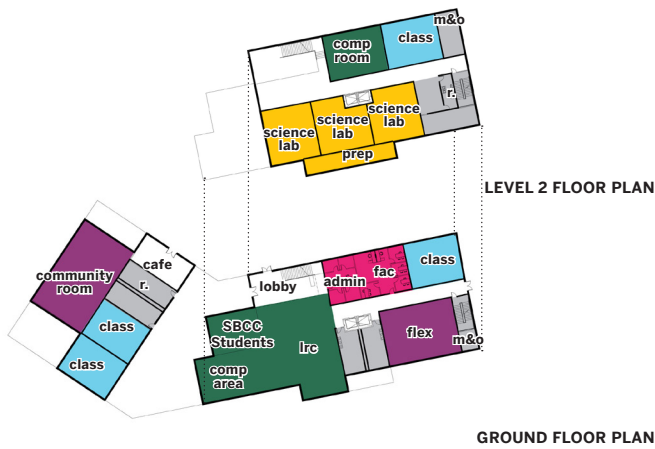 m&o
class
comp
room
r.
science
lab
science
lab
science
lab
prep
LEVEL 2 FLOOR PLAN
cafe
community
room
r.
class
class
class
fac
admin
lobby
SBCC
Students
lrc
flex
m&o
comp
area
GROUND FLOOR PLAN